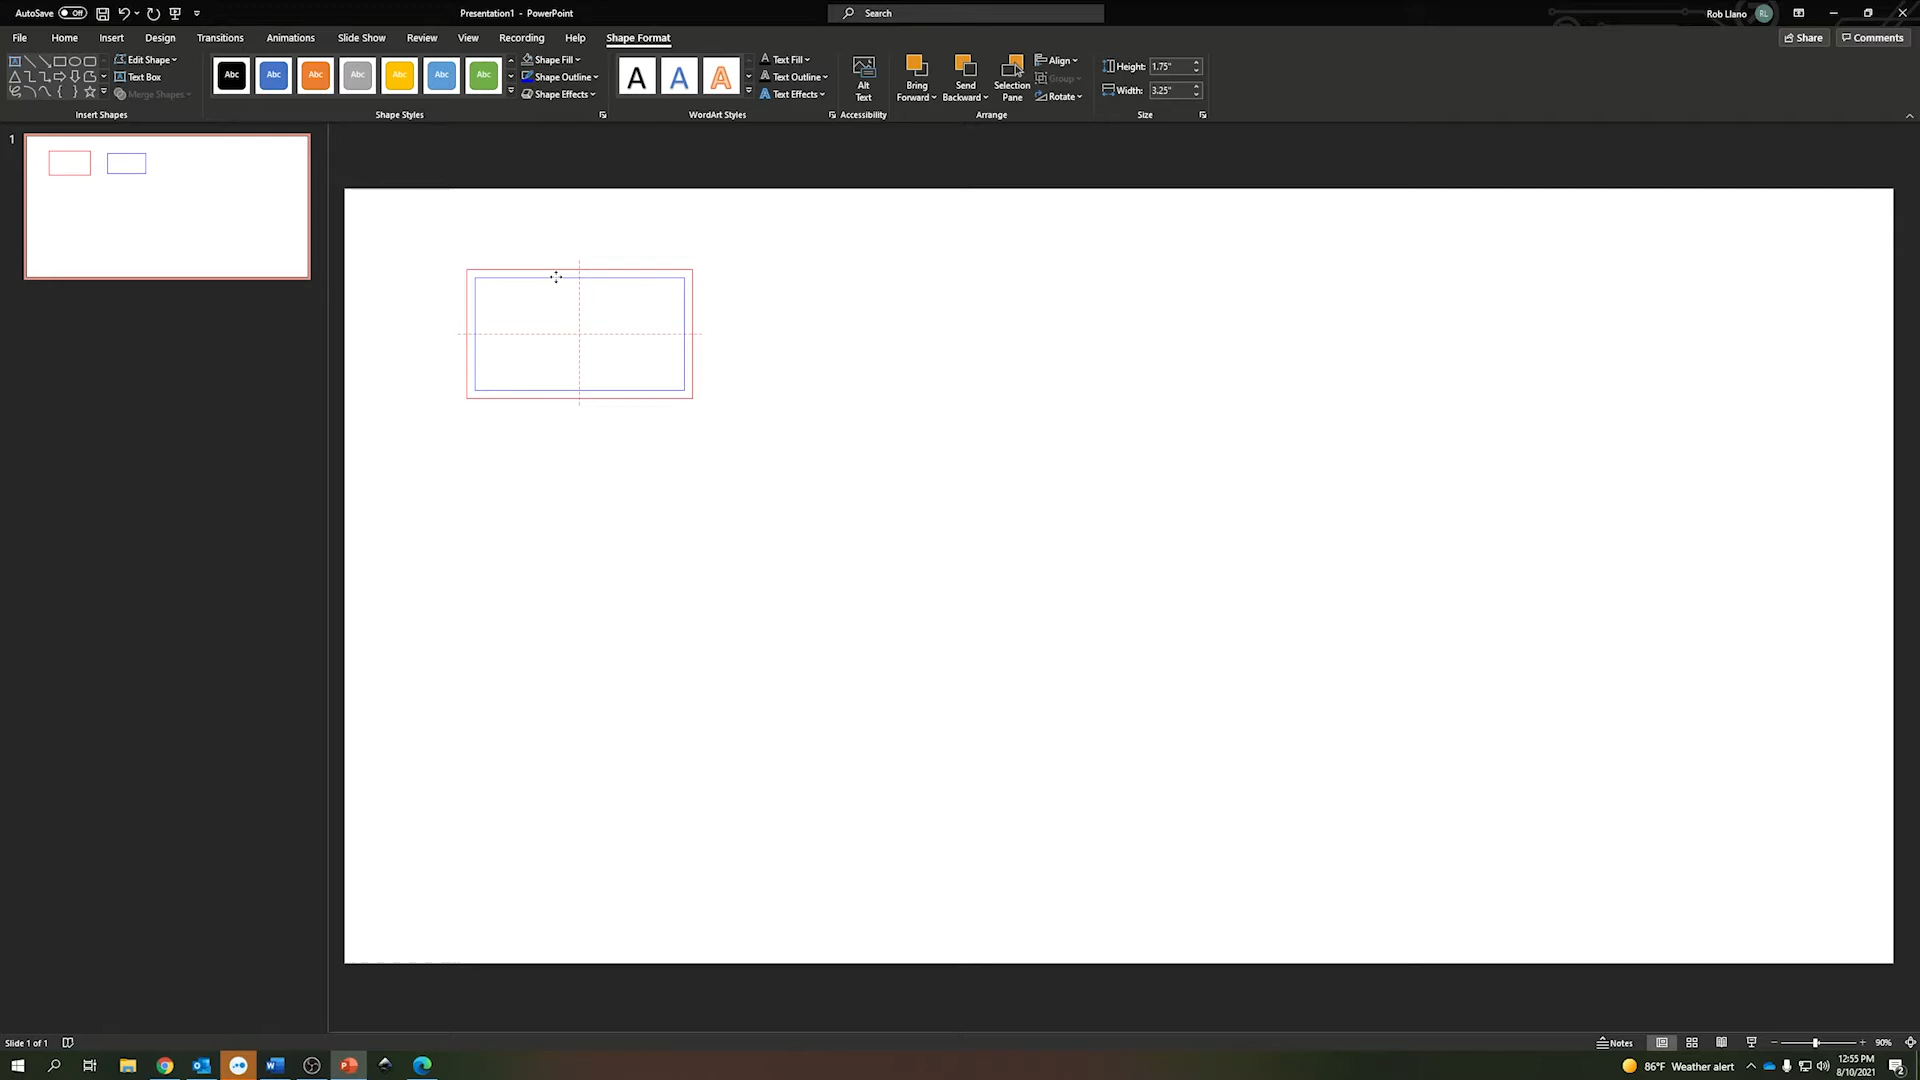 AutoSave Off
Presentation1 - PowerPoint
Search
Rob Llano RL
File Home Insert Design Transitions Animations Slide Show Review View Recording Help Shape Format
Share Comments
Edit Shape
Text Box
Merge Shapes
Insert Shapes
Abc Abc Abc Abc Abc Abc Abc
Shape Fill
Shape Outline
Shape Effects
Shape Styles
A A A
Text Fill
Text Outline
Text Effects
WordArt Styles
Alt
Text
Accessibility
Bring
Forward
Send
Backward
Selection
Pane
Align
Group
Rotate
Arrange
Height: 1.75"
Width: 3.25"
Size
1
Slide 1 of 1
Notes
90%
86°F Weather alert
12:55 PM
8/10/2021
2